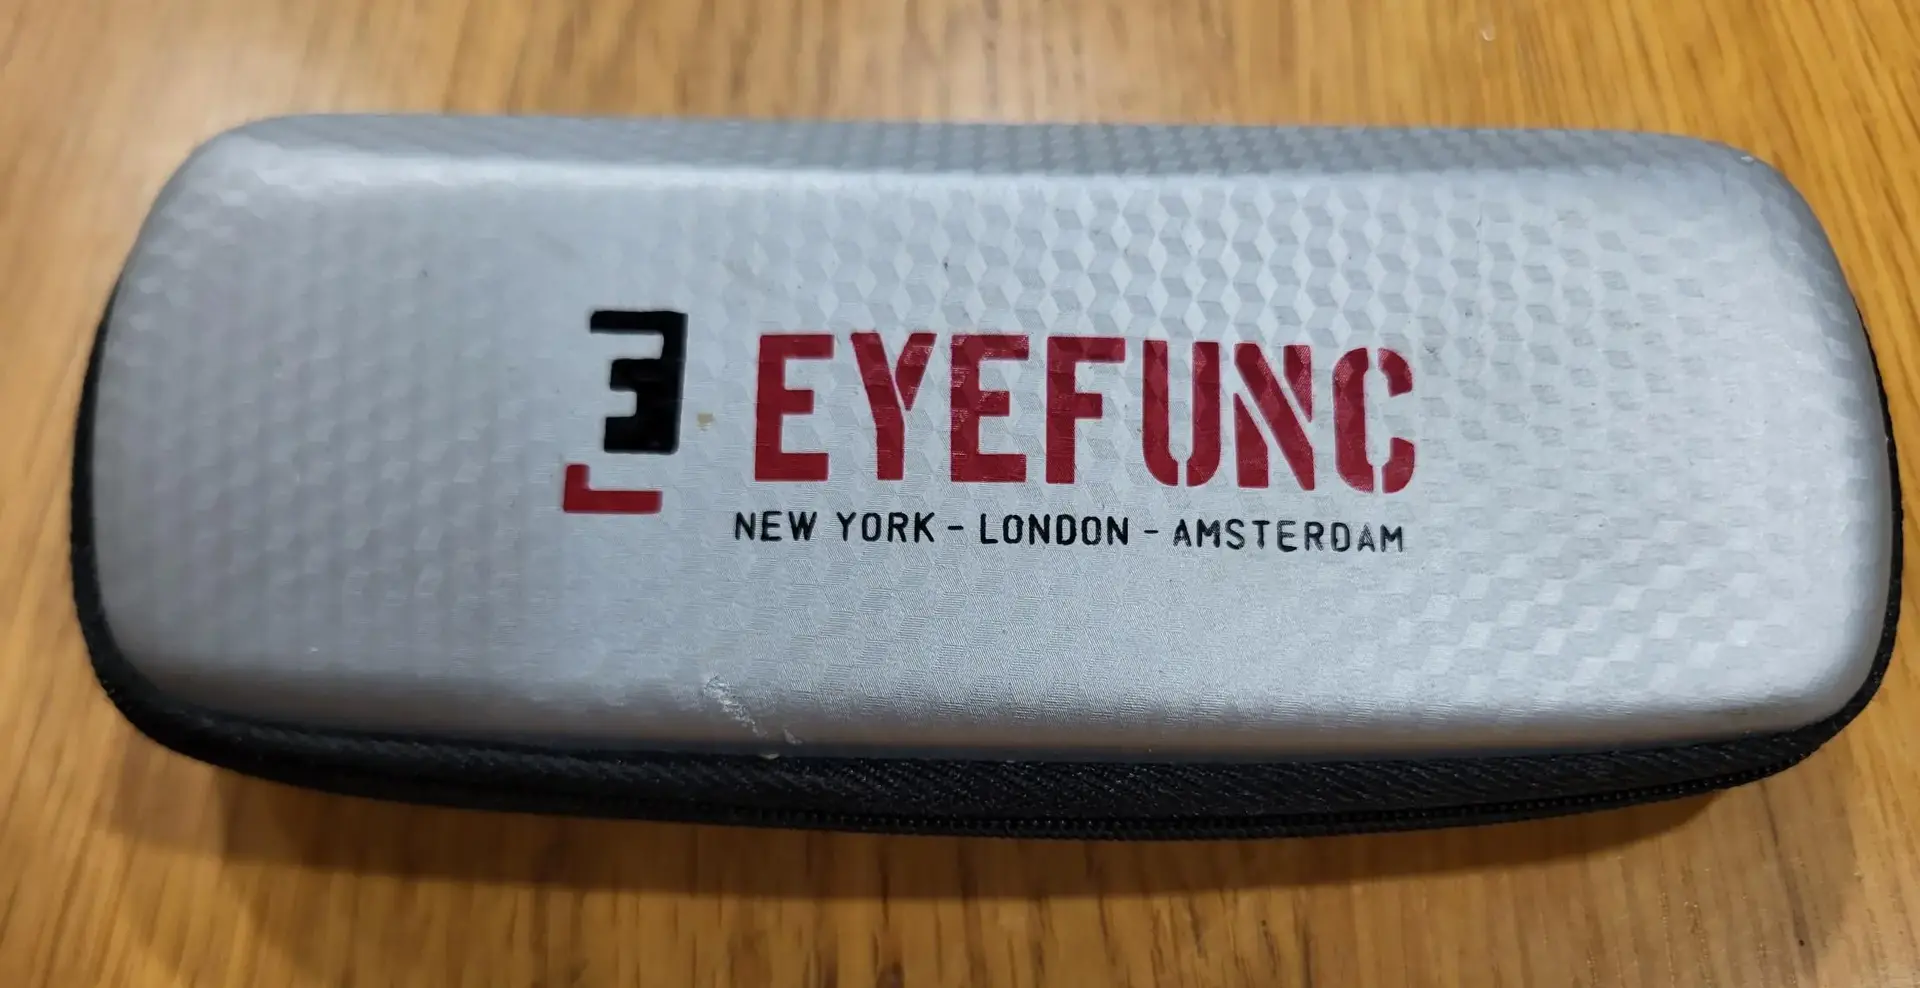 EYEFUNC
NEW YORK - LONDON - AMSTERDAM